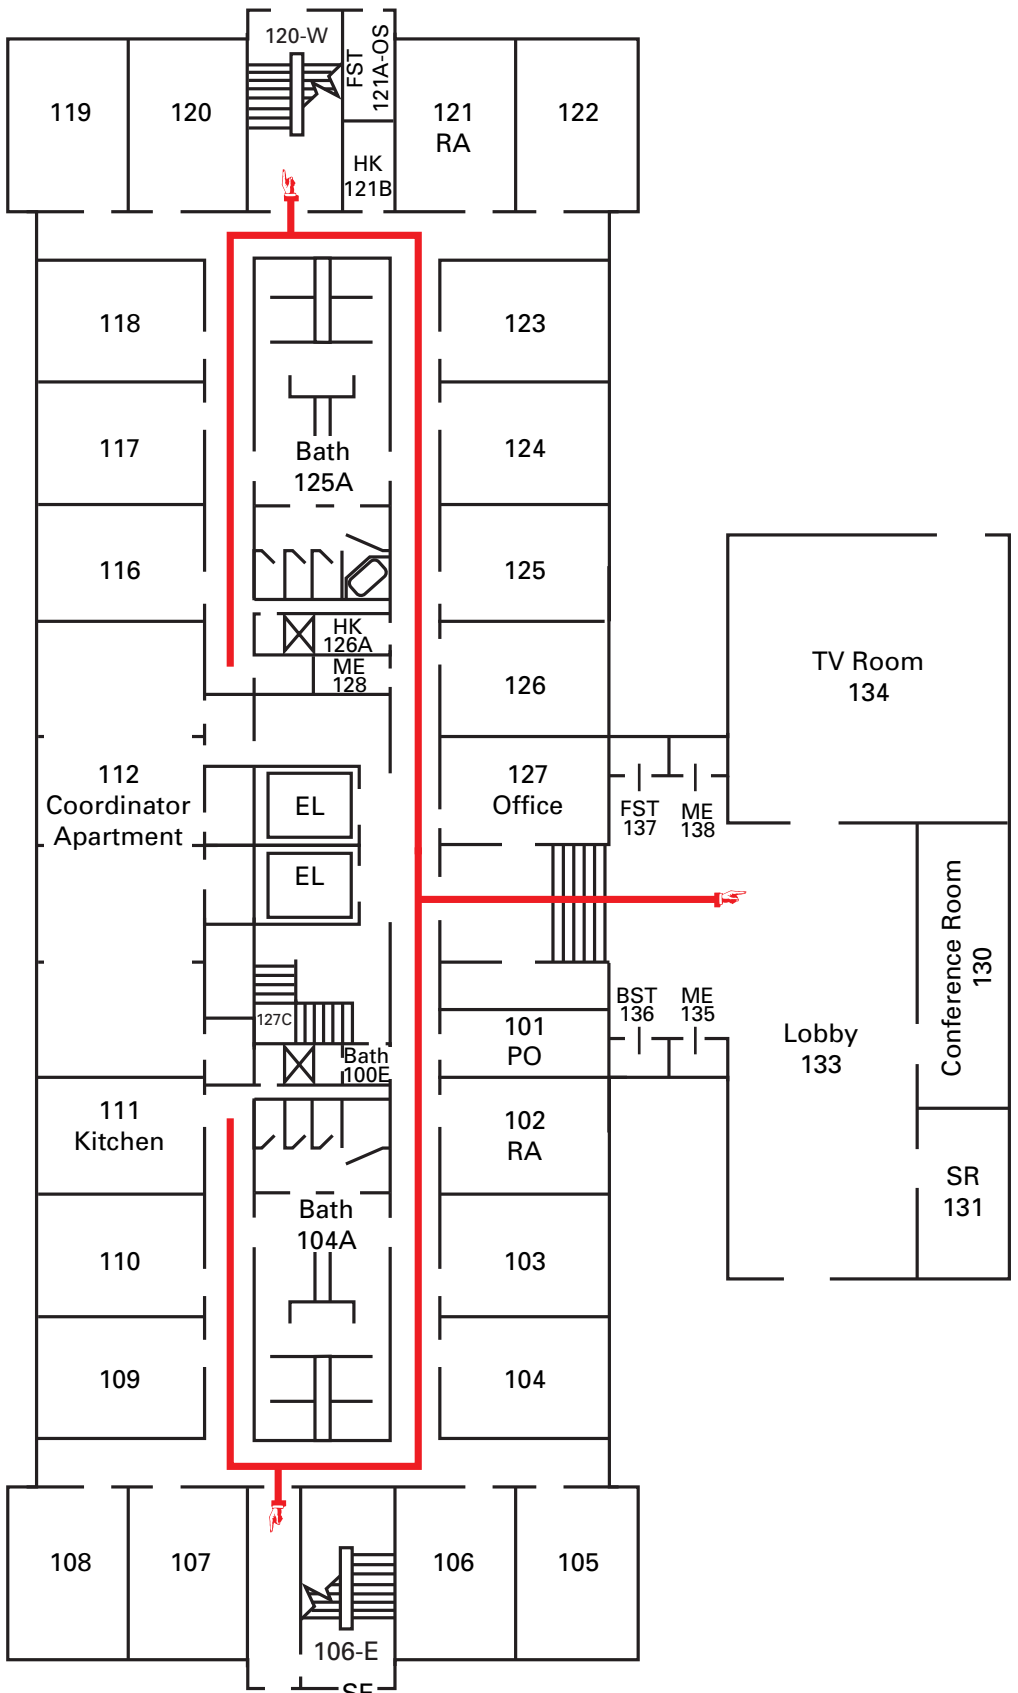 120-W
FST
121A-OS
119
120
121
RA
122
HK
121B
118
123
117
Bath
125A
124
116
125
HK
126A
ME
128
126
TV Room
134
112
Coordinator
Apartment
EL
127
Office
FST
137
ME
138
EL
Conference Room
130
127C
BST
136
ME
135
101
PO
Lobby
133
Bath
100E
111
Kitchen
102
RA
SR
131
Bath
104A
110
103
109
104
108
107
106
105
106-E